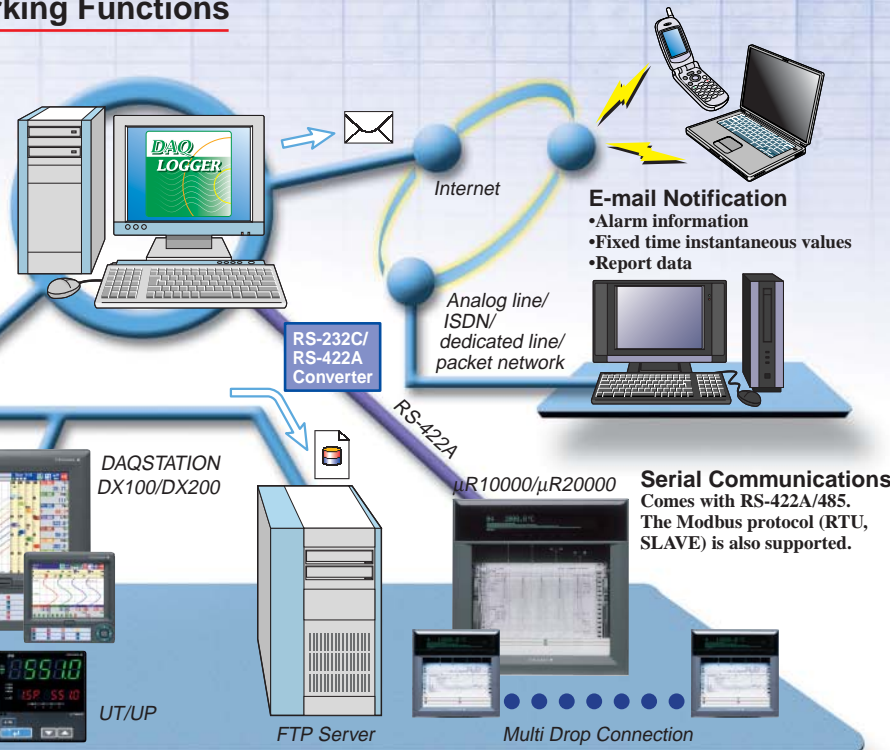 rking Functions
DAQ
LOGGER
Internet
E-mail Notification
•Alarm information
•Fixed time instantaneous values
•Report data
Analog line/
ISDN/
dedicated line/
packet network
RS-232C/
RS-422A
Converter
RS-422A
DAQSTATION
DX100/DX200
µR10000/µR20000
Serial Communications
Comes with RS-422A/485.
The Modbus protocol (RTU,
SLAVE) is also supported.
UT/UP
FTP Server
Multi Drop Connection